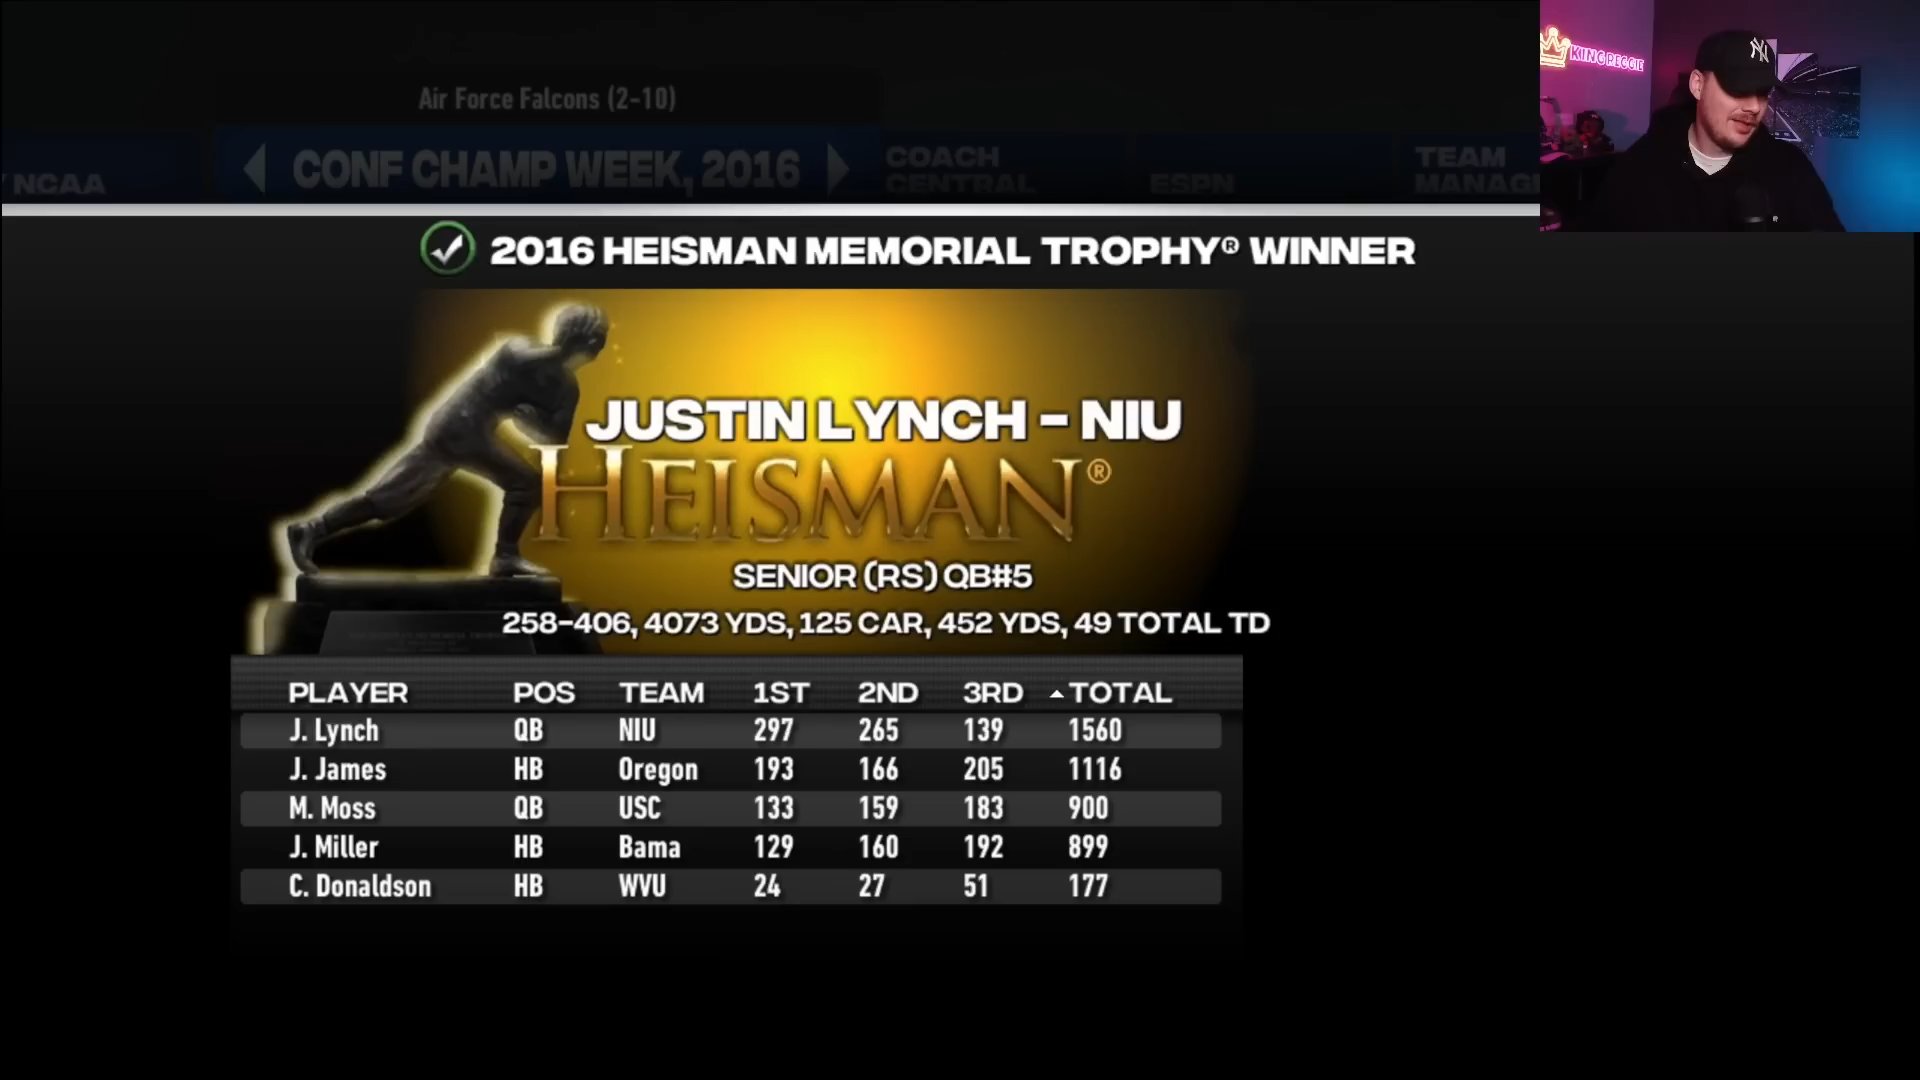 KING REGGIE
Air Force Falcons (2-10)
NCAA
CONF CHAMP WEEK, 2016
COACH
CENTRAL
ESPN
TEAM
MANAG
2016 HEISMAN MEMORIAL TROPHY® WINNER
JUSTIN LYNCH - NIU
HEISMAN®
SENIOR (RS) QB#5
258-406, 4073 YDS, 125 CAR, 452 YDS, 49 TOTAL TD
PLAYER POS TEAM 1ST 2ND 3RD TOTAL
J. Lynch QB NIU 297 265 139 1560
J. James HB Oregon 193 166 205 1116
M. Moss QB USC 133 159 183 900
J. Miller HB Bama 129 160 192 899
C. Donaldson HB WVU 24 27 51 177